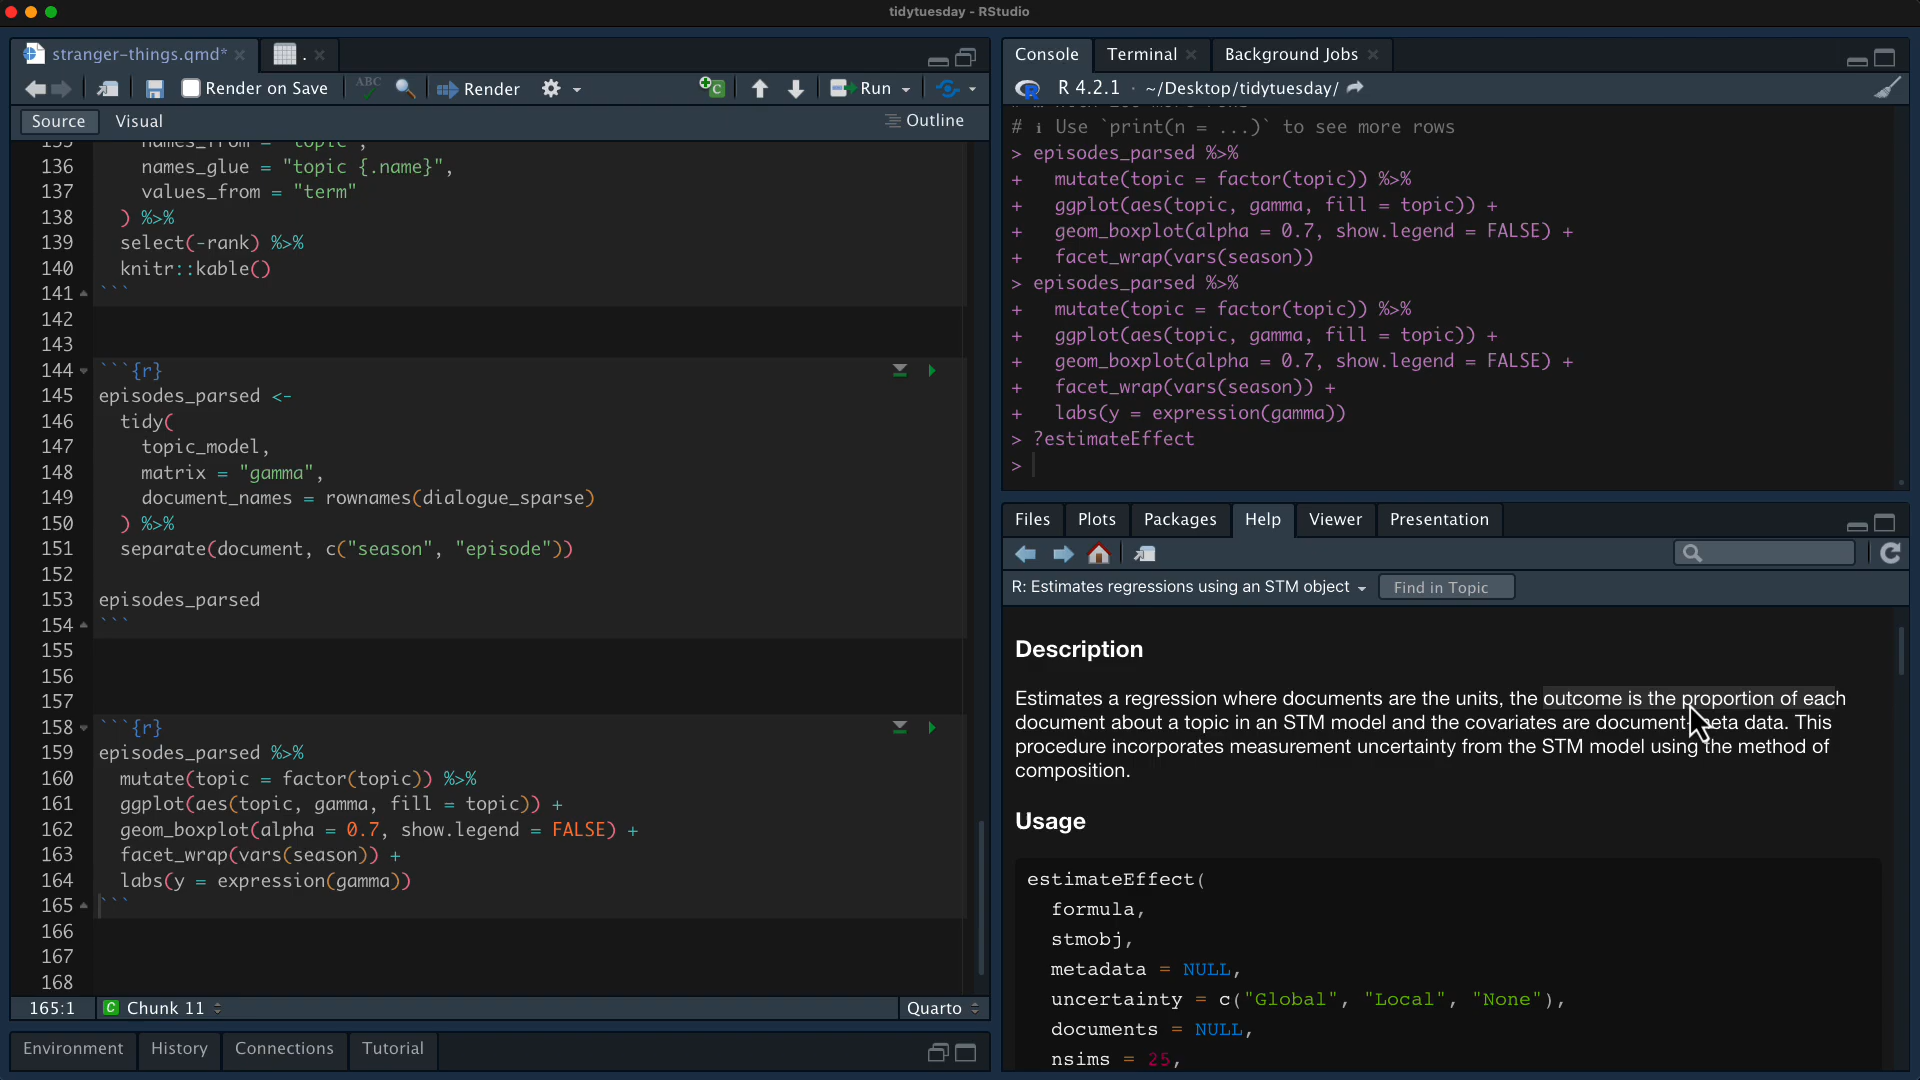 tidytuesday - RStudio
stranger-things.qmd*
.
Render on Save
ABC
Render
Run
Source
Visual
Outline
135 names_from = "topic",
136 names_glue = "topic {.name}",
137 values_from = "term"
138 ) %>%
139 select(-rank) %>%
140 knitr::kable()
141 ```
142
143
144 ```{r}
145 episodes_parsed <-
146 tidy(
147 topic_model,
148 matrix = "gamma",
149 document_names = rownames(dialogue_sparse)
150 ) %>%
151 separate(document, c("season", "episode"))
152
153 episodes_parsed
154 ```
155
156
157
158 ```{r}
159 episodes_parsed %>%
160 mutate(topic = factor(topic)) %>%
161 ggplot(aes(topic, gamma, fill = topic)) +
162 geom_boxplot(alpha = 0.7, show.legend = FALSE) +
163 facet_wrap(vars(season)) +
164 labs(y = expression(gamma))
165 ```
166
167
168
165:1
C Chunk 11
Quarto
Environment
History
Connections
Tutorial
Console
Terminal
Background Jobs
R 4.2.1 · ~/Desktop/tidytuesday/
# ℹ Use `print(n = ...)` to see more rows
> episodes_parsed %>%
+ mutate(topic = factor(topic)) %>%
+ ggplot(aes(topic, gamma, fill = topic)) +
+ geom_boxplot(alpha = 0.7, show.legend = FALSE) +
+ facet_wrap(vars(season))
> episodes_parsed %>%
+ mutate(topic = factor(topic)) %>%
+ ggplot(aes(topic, gamma, fill = topic)) +
+ geom_boxplot(alpha = 0.7, show.legend = FALSE) +
+ facet_wrap(vars(season)) +
+ labs(y = expression(gamma))
> ?estimateEffect
>
Files
Plots
Packages
Help
Viewer
Presentation
R: Estimates regressions using an STM object
Find in Topic
Description
Estimates a regression where documents are the units, the outcome is the proportion of each
document about a topic in an STM model and the covariates are document-meta data. This
procedure incorporates measurement uncertainty from the STM model using the method of
composition.
Usage
estimateEffect(
formula,
stmobj,
metadata = NULL,
uncertainty = c("Global", "Local", "None"),
documents = NULL,
nsims = 25,